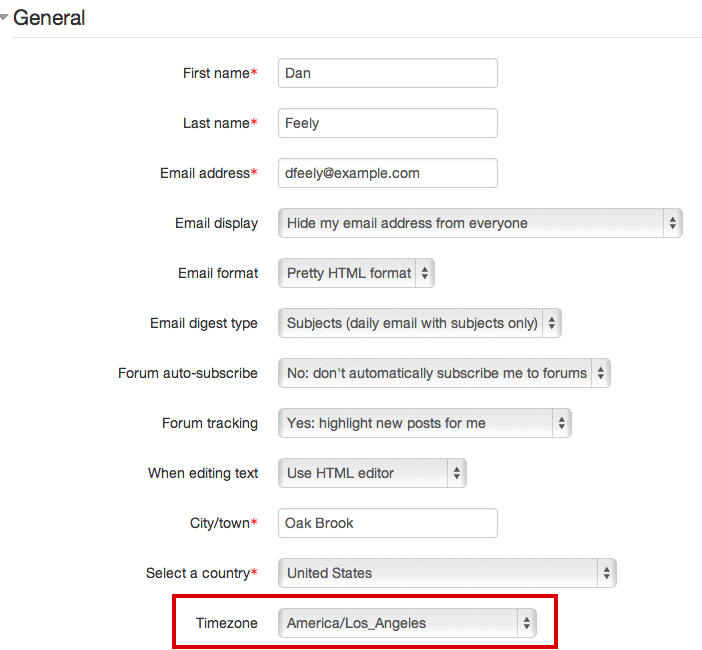 General
First name* Dan
Last name* Feely
Email address* dfeely@example.com
Email display Hide my email address from everyone
Email format Pretty HTML format
Email digest type Subjects (daily email with subjects only)
Forum auto-subscribe No: don't automatically subscribe me to forums
Forum tracking Yes: highlight new posts for me
When editing text Use HTML editor
City/town* Oak Brook
Select a country* United States
Timezone America/Los_Angeles